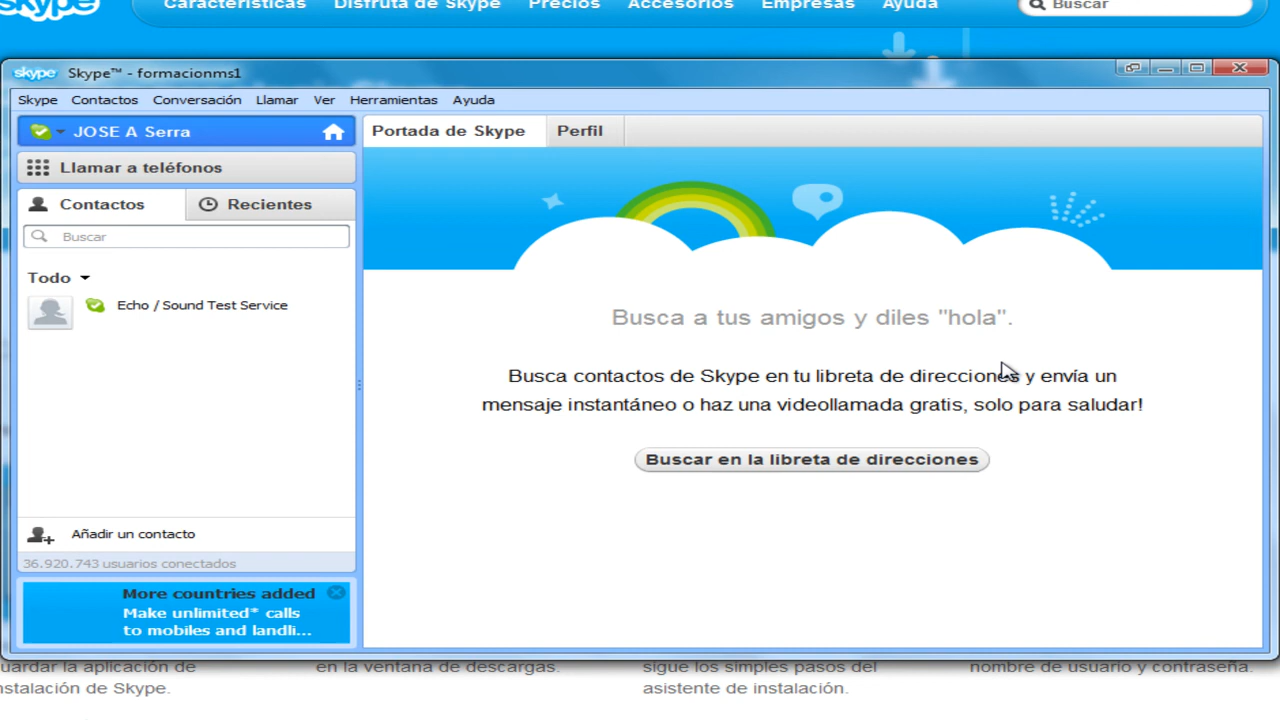 skype
Características Disfruta de Skype Precios Accesorios Empresas Ayuda
Buscar
skype Skype™ - formacionms1
Skype Contactos Conversación Llamar Ver Herramientas Ayuda
JOSE A Serra
Llamar a teléfonos
Contactos Recientes
Buscar
Todo
Echo / Sound Test Service
Añadir un contacto
36.920.743 usuarios conectados
More countries added
Make unlimited* calls
to mobiles and landli...
Portada de Skype Perfil
Busca a tus amigos y diles "hola".
Busca contactos de Skype en tu libreta de direcciones y envía un
mensaje instantáneo o haz una videollamada gratis, solo para saludar!
Buscar en la libreta de direcciones
uardar la aplicación de
nstalación de Skype.
en la ventana de descargas.
sigue los simples pasos del
asistente de instalación.
nombre de usuario y contraseña.